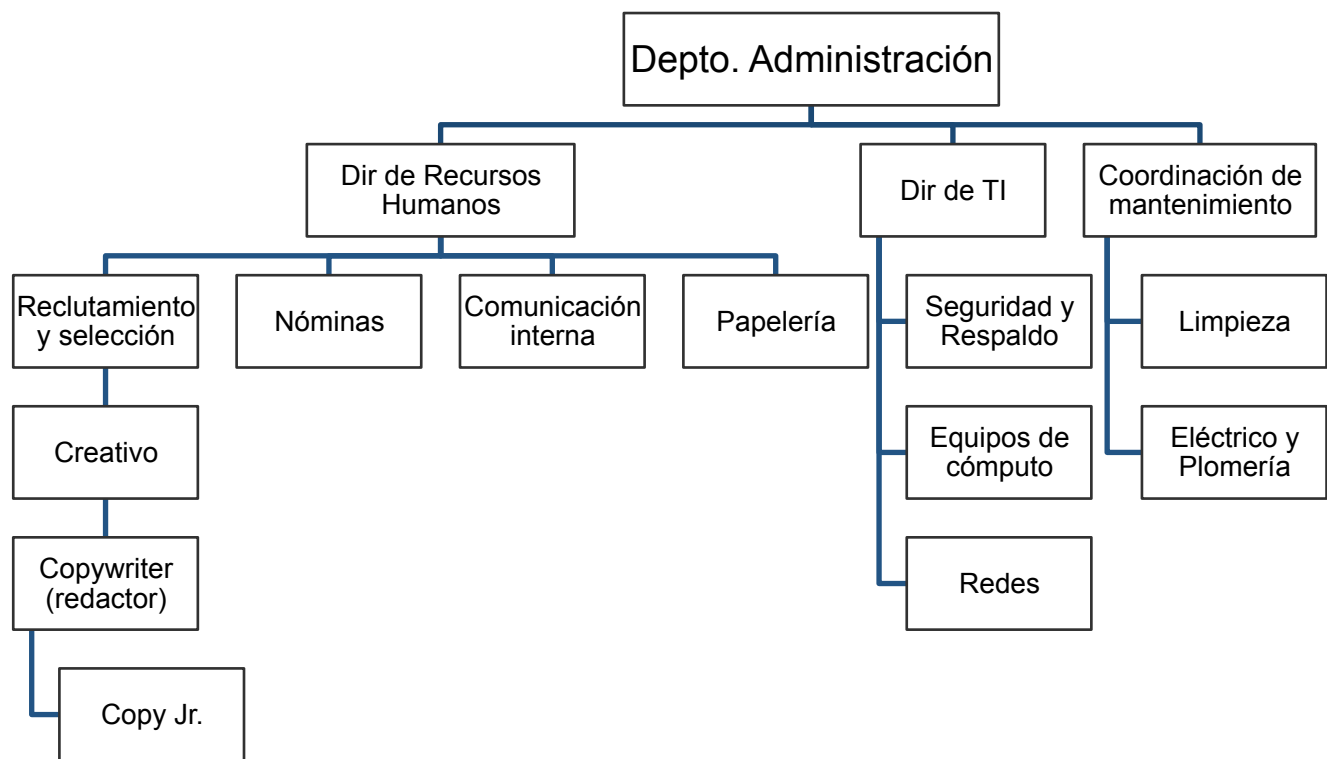 Depto. Administración
Dir de Recursos
Humanos
Dir de TI
Coordinación de
mantenimiento
Reclutamiento
y selección
Nóminas
Comunicación
interna
Papelería
Seguridad y
Respaldo
Limpieza
Creativo
Equipos de
cómputo
Eléctrico y
Plomería
Copywriter
(redactor)
Redes
Copy Jr.